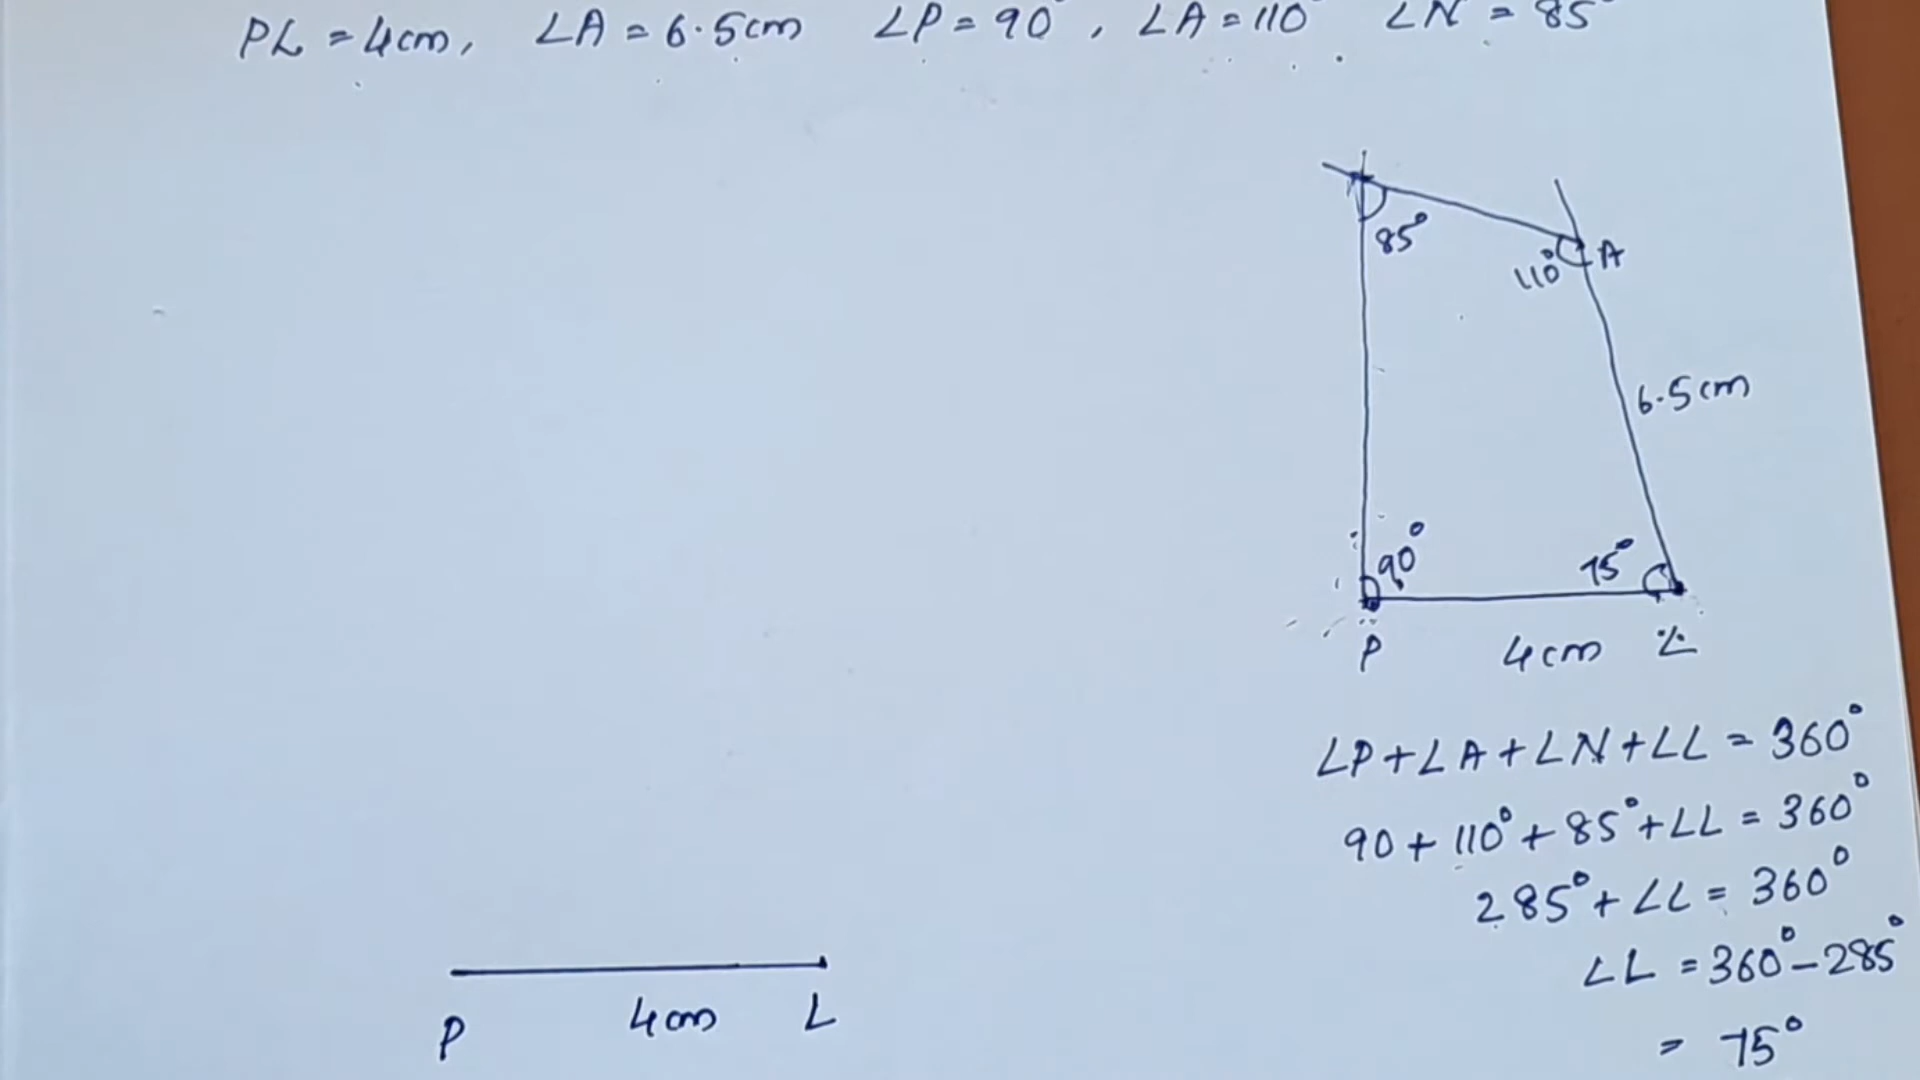 PL = 4cm, LA = 6.5cm ∠P = 90°, ∠A = 110° ∠N = 85°
85°
110° A
6.5cm
90° 75°
P 4cm L
∠P+∠A+∠N+∠L = 360°
90+110°+85°+∠L = 360°
285°+∠L = 360°
∠L = 360°-285°
= 75°
P 4cm L